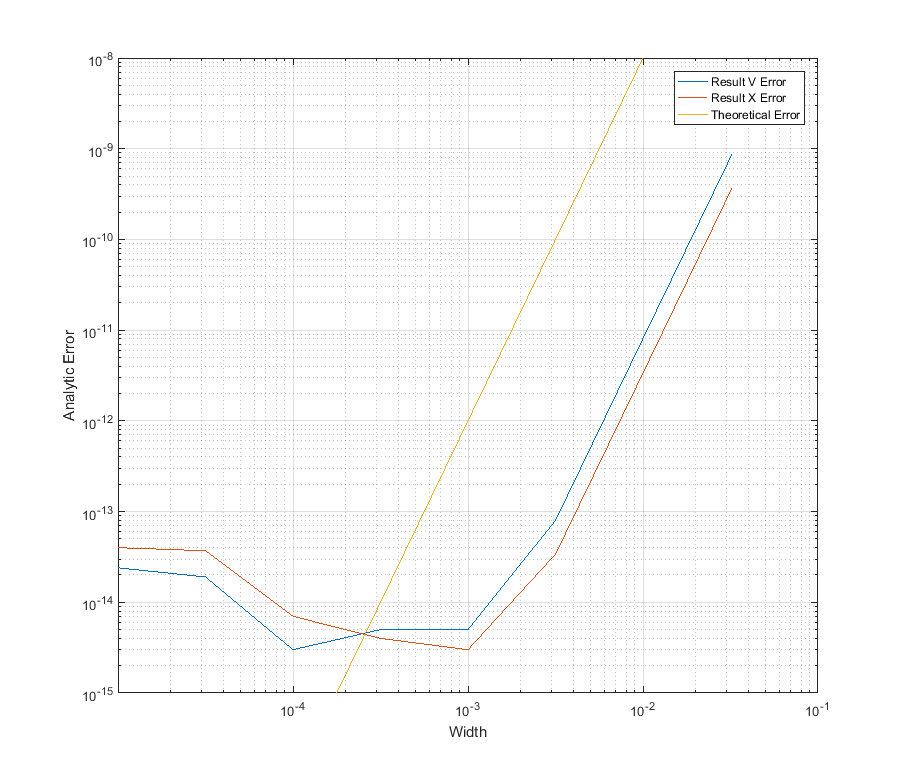 10^-8
Result V Error
Result X Error
Theoretical Error
10^-9
10^-10
10^-11
Analytic Error
10^-12
10^-13
10^-14
10^-15
10^-4
10^-3
10^-2
10^-1
Width